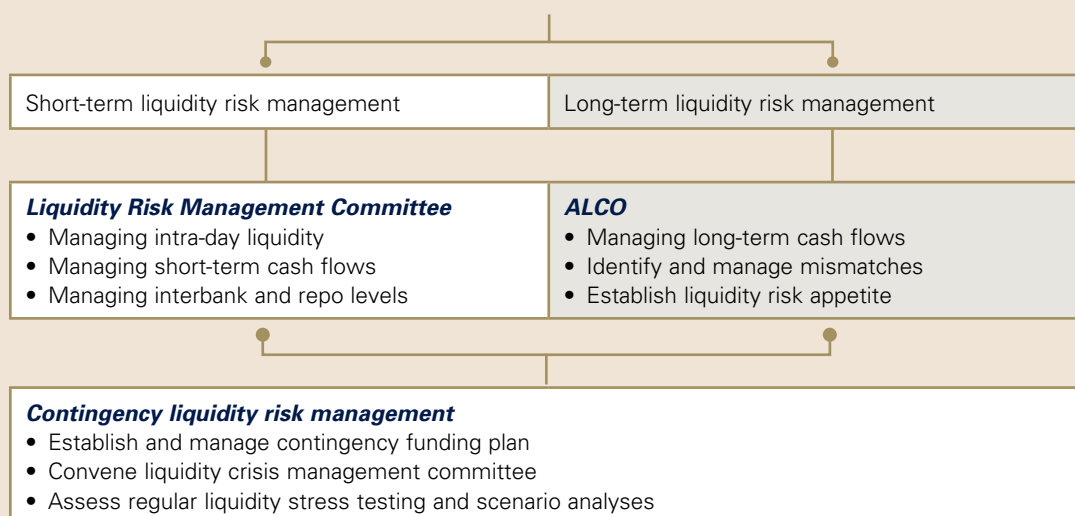 Short-term liquidity risk management
Long-term liquidity risk management
Liquidity Risk Management Committee
• Managing intra-day liquidity
• Managing short-term cash flows
• Managing interbank and repo levels
ALCO
• Managing long-term cash flows
• Identify and manage mismatches
• Establish liquidity risk appetite
Contingency liquidity risk management
• Establish and manage contingency funding plan
• Convene liquidity crisis management committee
• Assess regular liquidity stress testing and scenario analyses